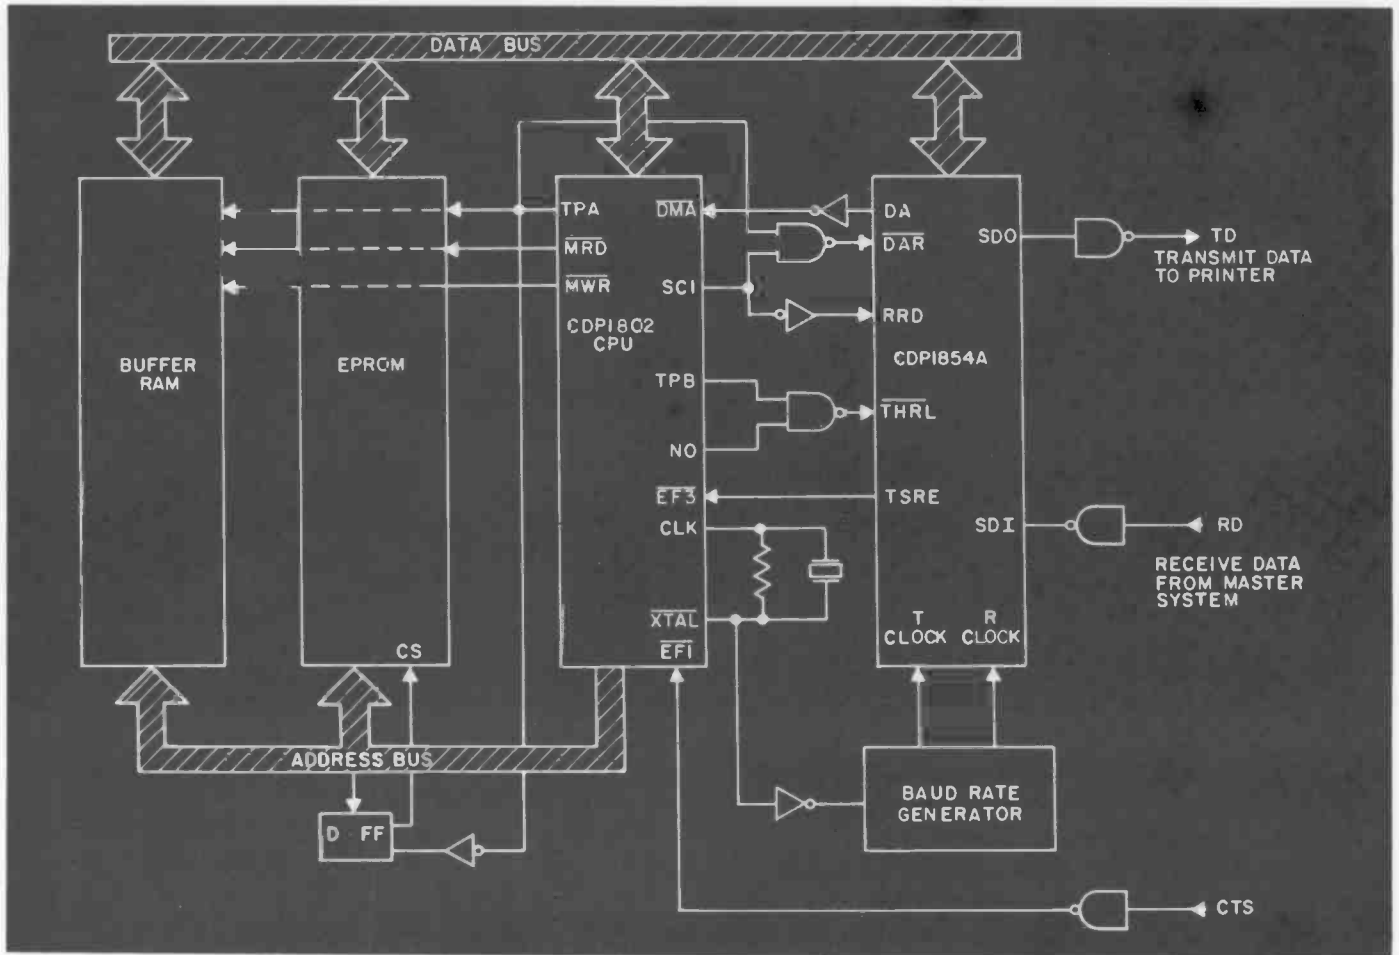 DATA BUS
TPA
DMA
DA
MRD
DAR
SDO
TD
TRANSMIT DATA
TO PRINTER
MWR
SCI
RRD
CDP1802
CPU
BUFFER
RAM
EPROM
CDP1854A
TPB
THRL
NO
EF3
TSRE
CLK
SDI
RD
RECEIVE DATA
FROM MASTER
SYSTEM
XTAL
T
CLOCK
R
CLOCK
CS
EF1
ADDRESS BUS
D FF
BAUD RATE
GENERATOR
CTS